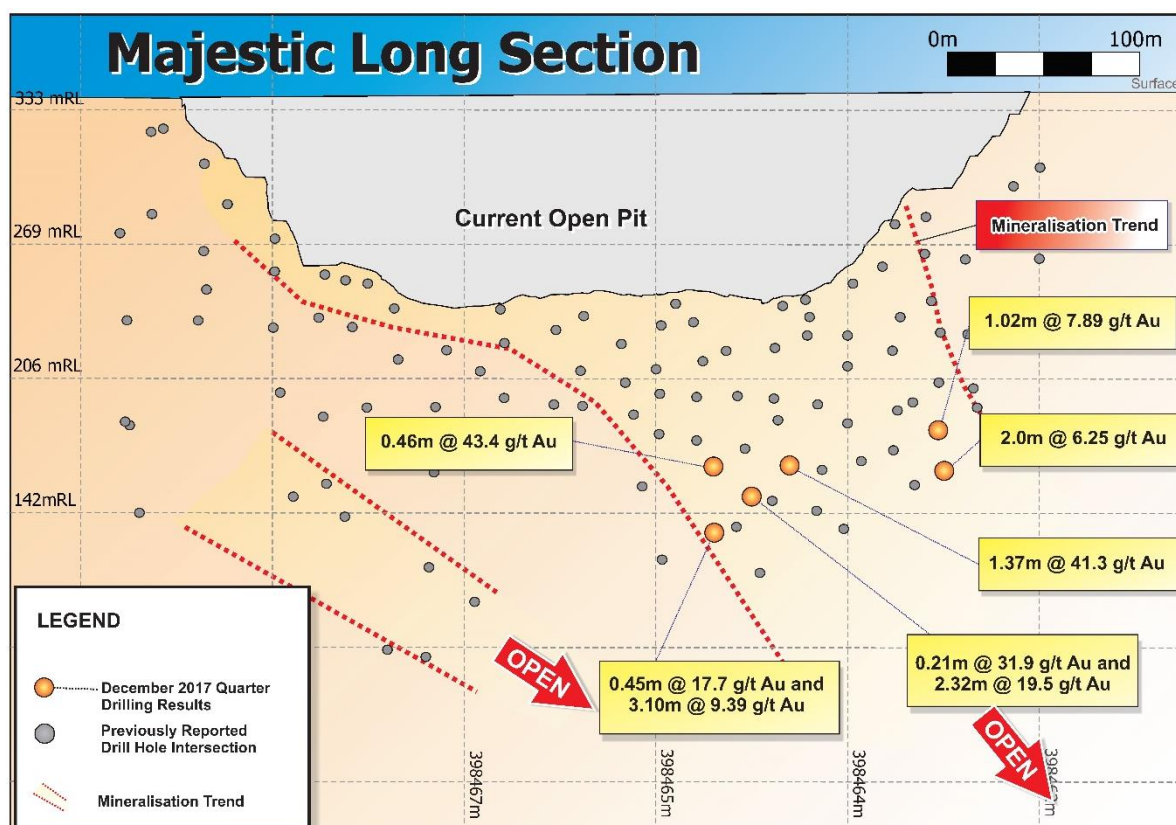 Majestic Long Section
0m 100m
Surface
333 mRL
Current Open Pit
269 mRL
Mineralisation Trend
1.02m @ 7.89 g/t Au
206 mRL
0.46m @ 43.4 g/t Au
2.0m @ 6.25 g/t Au
142mRL
1.37m @ 41.3 g/t Au
LEGEND
December 2017 Quarter
Drilling Results
Previously Reported
Drill Hole Intersection
Mineralisation Trend
OPEN
0.45m @ 17.7 g/t Au and
3.10m @ 9.39 g/t Au
0.21m @ 31.9 g/t Au and
2.32m @ 19.5 g/t Au
OPEN
398467m
398465m
398464m